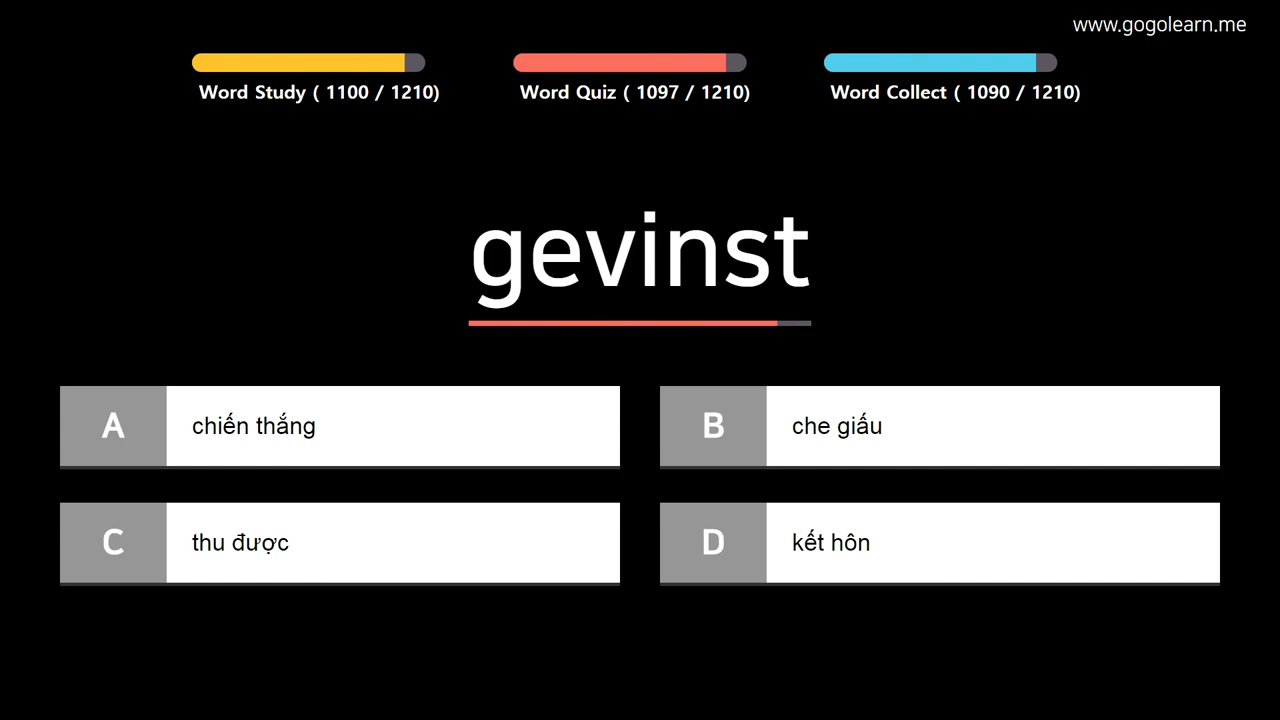 www.gogolearn.me
Word Study ( 1100 / 1210)
Word Quiz ( 1097 / 1210)
Word Collect ( 1090 / 1210)
gevinst
A chiến thắng
B che giấu
C thu được
D kết hôn